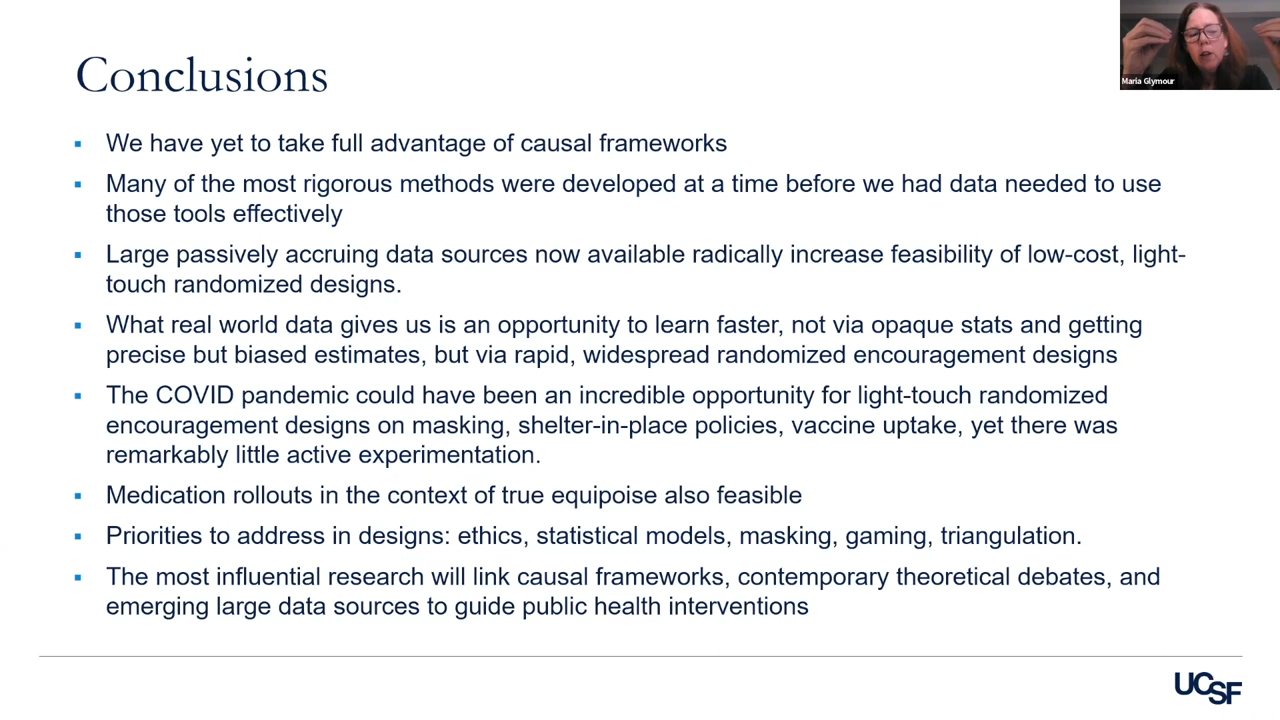 Conclusions
Maria Glymour
▪ We have yet to take full advantage of causal frameworks
▪ Many of the most rigorous methods were developed at a time before we had data needed to use
those tools effectively
▪ Large passively accruing data sources now available radically increase feasibility of low-cost, light-
touch randomized designs.
▪ What real world data gives us is an opportunity to learn faster, not via opaque stats and getting
precise but biased estimates, but via rapid, widespread randomized encouragement designs
▪ The COVID pandemic could have been an incredible opportunity for light-touch randomized
encouragement designs on masking, shelter-in-place policies, vaccine uptake, yet there was
remarkably little active experimentation.
▪ Medication rollouts in the context of true equipoise also feasible
▪ Priorities to address in designs: ethics, statistical models, masking, gaming, triangulation.
▪ The most influential research will link causal frameworks, contemporary theoretical debates, and
emerging large data sources to guide public health interventions
UCSF